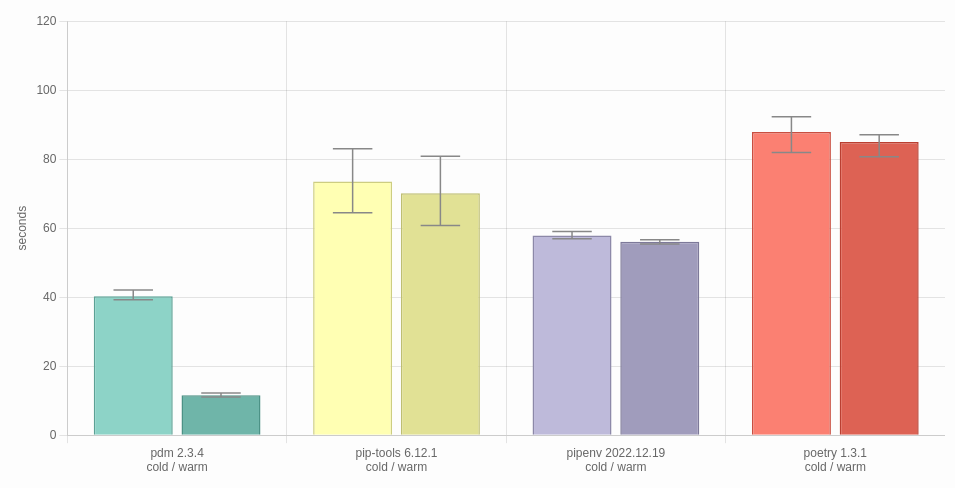 120
100
80
60
40
20
0
seconds
pdm 2.3.4
cold / warm
pip-tools 6.12.1
cold / warm
pipenv 2022.12.19
cold / warm
poetry 1.3.1
cold / warm